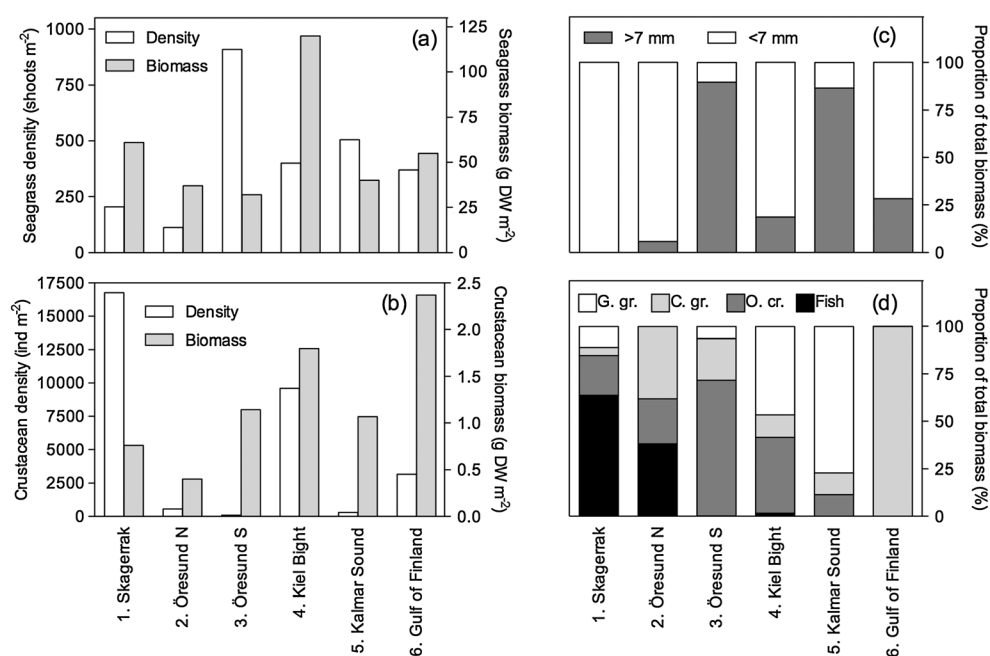 (a)
Density
Biomass
Seagrass density (shoots m-2)
1000
750
500
250
0
Seagrass biomass (g DW m-2)
125
100
75
50
25
0
(b)
Density
Biomass
Crustacean density (ind m-2)
17500
15000
12500
10000
7500
5000
2500
0
Crustacean biomass (g DW m-2)
2.5
2.0
1.5
1.0
0.5
0.0
1. Skagerrak
2. Öresund N
3. Öresund S
4. Kiel Bight
5. Kalmar Sound
6. Gulf of Finland
>7 mm
<7 mm
(c)
Proportion of total biomass (%)
100
75
50
25
0
(d)
G. gr.
C. gr.
O. cr.
Fish
Proportion of total biomass (%)
100
75
50
25
0
1. Skagerrak
2. Öresund N
3. Öresund S
4. Kiel Bight
5. Kalmar Sound
6. Gulf of Finland